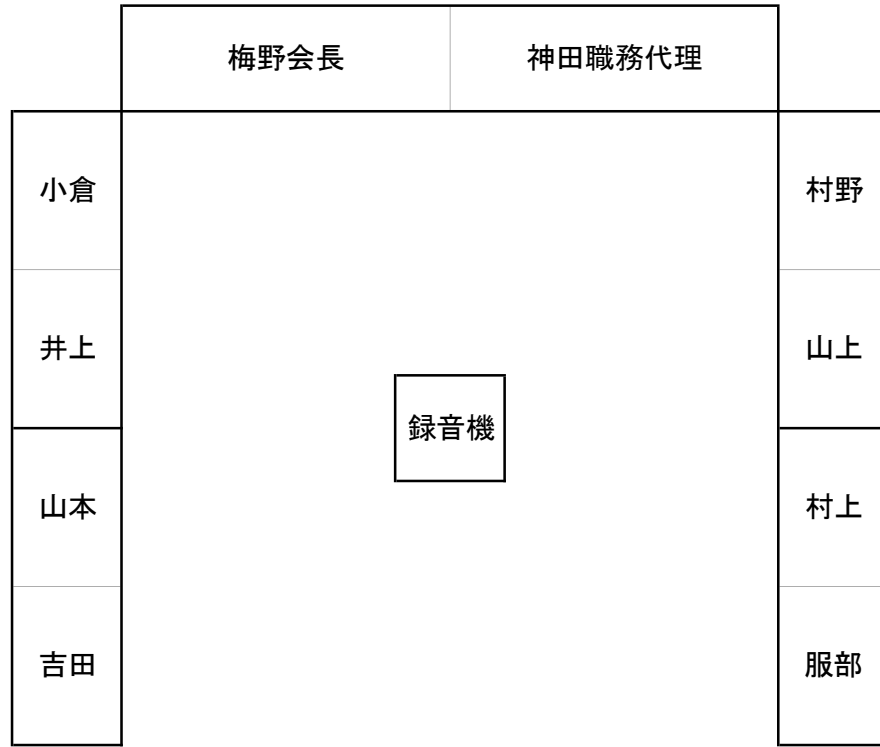 梅野会長 神田職務代理
小倉 村野
井上 山上
録音機
山本 村上
吉田 服部